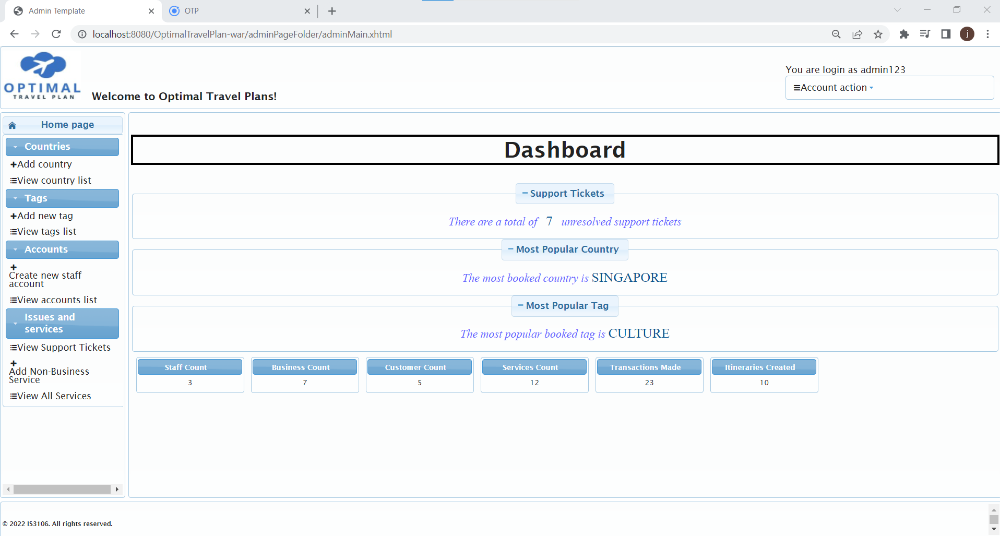 Admin Template
OTP
localhost:8080/OptimalTravelPlan-war/adminPageFolder/adminMain.xhtml
j
OPTIMAL
TRAVEL PLAN
Welcome to Optimal Travel Plans!
You are login as admin123
Account action
Home page
Countries
Add country
View country list
Tags
Add new tag
View tags list
Accounts
Create new staff
account
View accounts list
Issues and
services
View Support Tickets
Add Non-Business
Service
View All Services
Dashboard
Support Tickets
There are a total of 7 unresolved support tickets
Most Popular Country
The most booked country is SINGAPORE
Most Popular Tag
The most popular booked tag is CULTURE
Staff Count Business Count Customer Count Services Count Transactions Made Itineraries Created
3 7 5 12 23 10
© 2022 IS3106. All rights reserved.